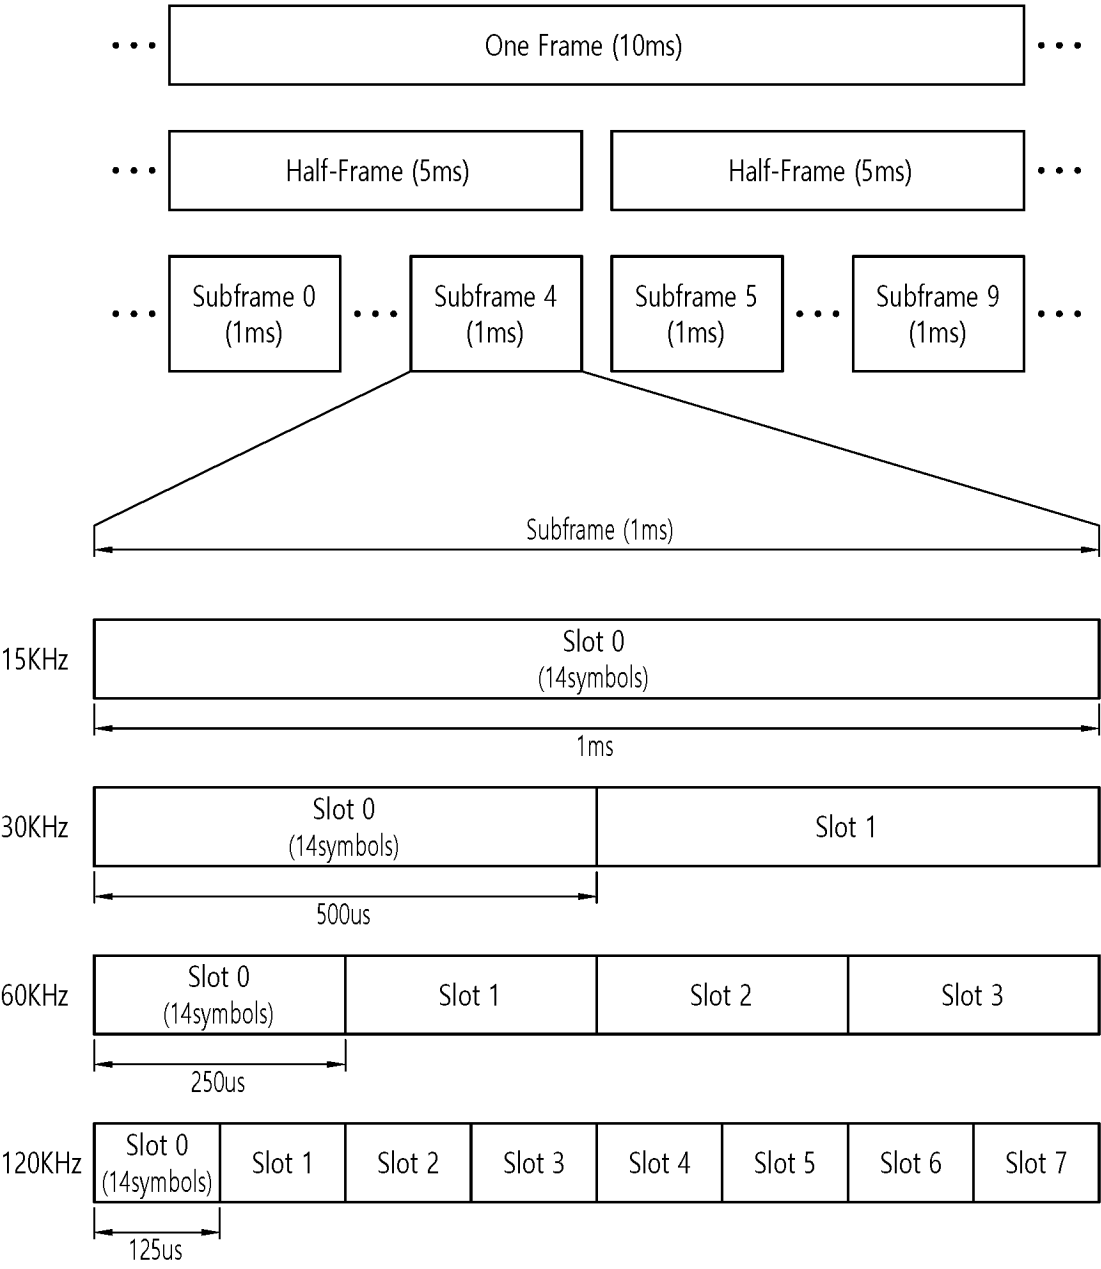 One Frame (10ms)
Half-Frame (5ms)
Half-Frame (5ms)
Subframe 0
(1ms)
Subframe 4
(1ms)
Subframe 5
(1ms)
Subframe 9
(1ms)
Subframe (1ms)
15KHz
Slot 0
(14symbols)
1ms
30KHz
Slot 0
(14symbols)
Slot 1
500us
60KHz
Slot 0
(14symbols)
Slot 1
Slot 2
Slot 3
250us
120KHz
Slot 0
(14symbols)
Slot 1
Slot 2
Slot 3
Slot 4
Slot 5
Slot 6
Slot 7
125us